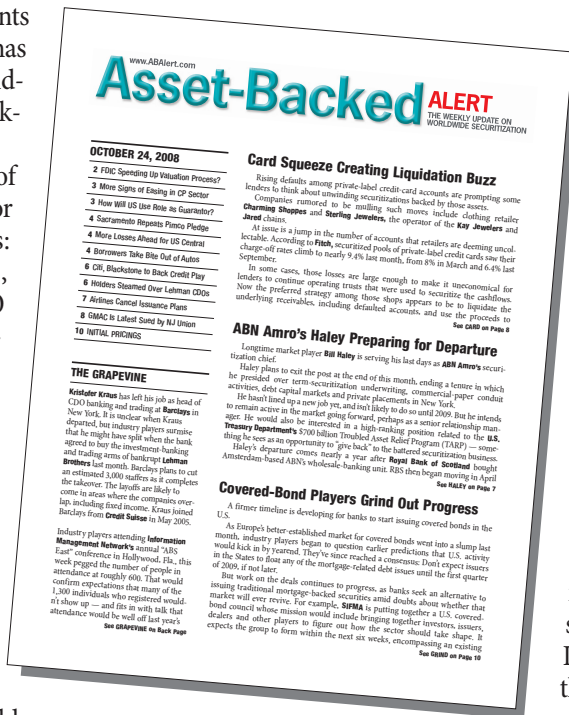 ents
has
nd-
k-
of
or
s:
,
www.ABAlert.com
Asset-Backed ALERT
THE WEEKLY UPDATE ON
WORLDWIDE SECURITIZATION
OCTOBER 24, 2008
2 FDIC Speeding Up Valuation Process?
3 More Signs of Easing in CP Sector
3 How Will US Use Role as Guarantor?
4 Sacramento Repeats Pimco Pledge
4 More Losses Ahead for US Central
4 Borrowers Take Bite Out of Autos
6 Citi, Blackstone to Back Credit Play
6 Holders Steamed Over Lehman CDOs
7 Airlines Cancel Issuance Plans
8 GMAC Is Latest Sued by NJ Union
10 INITIAL PRICINGS
THE GRAPEVINE
Kristofer Kraus has left his job as head of
CDO banking and trading at Barclays in
New York. It is unclear when Kraus
departed, but industry players surmise
that he might have split when the bank
agreed to buy the investment-banking
and trading arms of bankrupt Lehman
Brothers last month. Barclays plans to cut
an estimated 3,000 staffers as it completes
the takeover. The layoffs are likely to
come in areas where the companies over-
lap, including fixed income. Kraus joined
Barclays from Credit Suisse in May 2005.
Industry players attending Information
Management Network's annual "ABS
East" conference in Hollywood, Fla., this
week pegged the number of people in
attendance at roughly 600. That would
confirm expectations that many of the
1,300 individuals who registered would-
n't show up — and fits in with talk that
attendance would be well off last year's
See GRAPEVINE on Back Page
Card Squeeze Creating Liquidation Buzz
Rising defaults among private-label credit-card accounts are prompting some
lenders to think about unwinding securitizations backed by those assets.
Companies rumored to be mulling such moves include clothing retailer
Charming Shoppes and Sterling Jewelers, the operator of the Kay Jewelers and
Jared chains.
At issue is a jump in the number of accounts that retailers are deeming uncol-
lectable. According to Fitch, securitized pools of private-label credit cards saw their
charge-off rates climb to nearly 9.4% last month, from 8% in March and 6.4% last
September.
In some cases, those losses are large enough to make it uneconomical for
lenders to continue operating trusts that were used to securitize the cashflows.
Now the preferred strategy among those shops appears to be to liquidate the
underlying receivables, including defaulted accounts, and use the proceeds to
See CARD on Page 8
ABN Amro's Haley Preparing for Departure
Longtime market player Bill Haley is serving his last days as ABN Amro's securi-
tization chief.
Haley plans to exit the post at the end of this month, ending a tenure in which
he presided over term-securitization underwriting, commercial-paper conduit
activities, debt capital markets and private placements in New York.
He hasn't lined up a new job yet, and isn't likely to do so until 2009. But he intends
to remain active in the market going forward, perhaps as a senior relationship man-
ager. He would also be interested in a high-ranking position related to the U.S.
Treasury Department's $700 billion Troubled Asset Relief Program (TARP) — some-
thing he sees as an opportunity to "give back" to the battered securitization business.
Haley's departure comes nearly a year after Royal Bank of Scotland bought
Amsterdam-based ABN's wholesale-banking unit. RBS then began moving in April
See HALEY on Page 7
Covered-Bond Players Grind Out Progress
A firmer timeline is developing for banks to start issuing covered bonds in the
U.S.
As Europe's better-established market for covered bonds went into a slump last
month, industry players began to question earlier predictions that U.S. activity
would kick in by yearend. They've since reached a consensus: Don't expect issuers
in the States to float any of the mortgage-related debt issues until the first quarter
of 2009, if not later.
But work on the deals continues to progress, as banks seek an alternative to
issuing traditional mortgage-backed securities amid doubts about whether that
market will ever revive. For example, SIFMA is putting together a U.S. covered-
bond council whose mission would include bringing together investors, issuers,
dealers and other players to figure out how the sector should take shape. It
expects the group to form within the next six weeks, encompassing an existing
See GRIND on Page 10